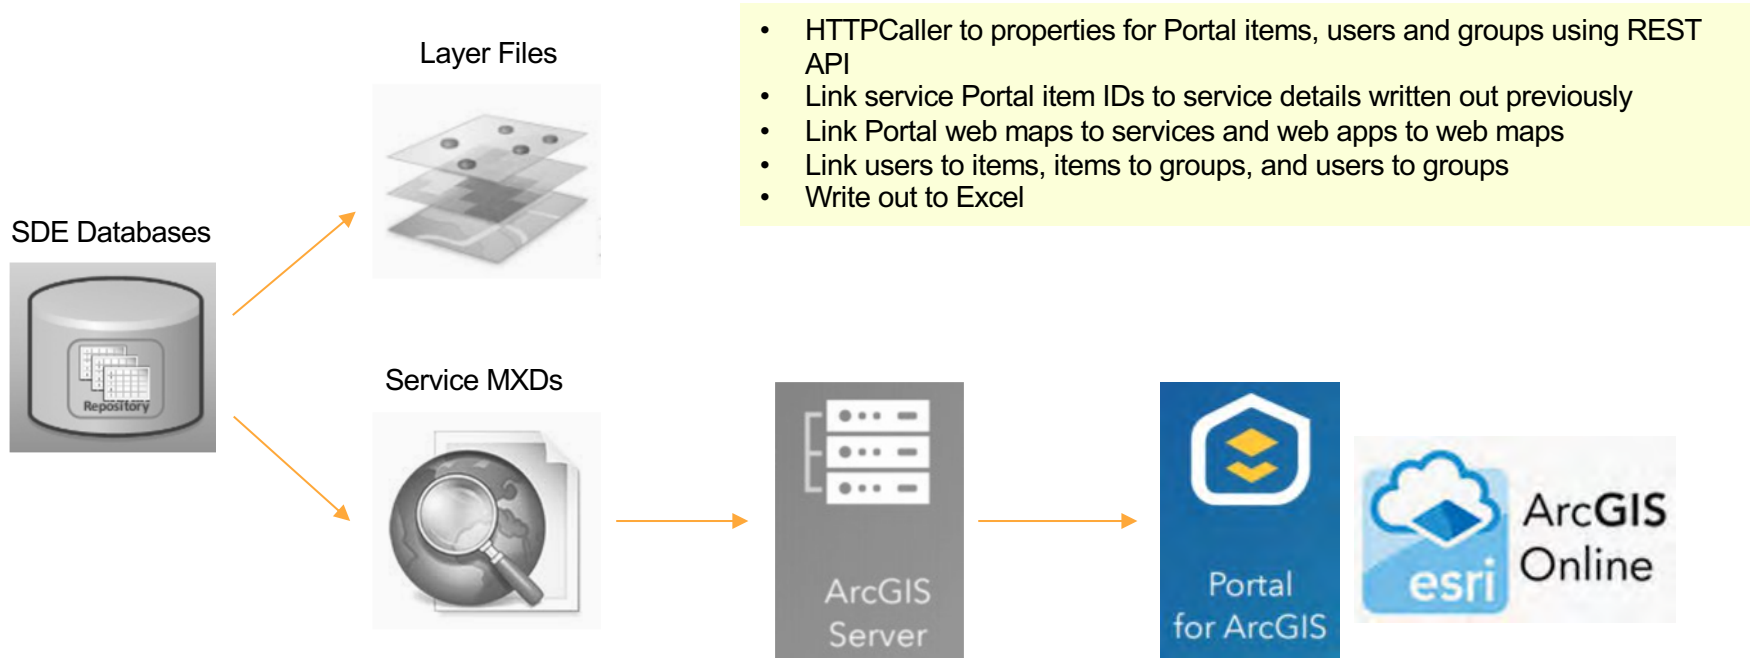 Layer Files
• HTTPCaller to properties for Portal items, users and groups using REST
API
• Link service Portal item IDs to service details written out previously
• Link Portal web maps to services and web apps to web maps
• Link users to items, items to groups, and users to groups
• Write out to Excel
SDE Databases
Repository
Service MXDs
ArcGIS
Server
Portal
for ArcGIS
esri
ArcGIS
Online